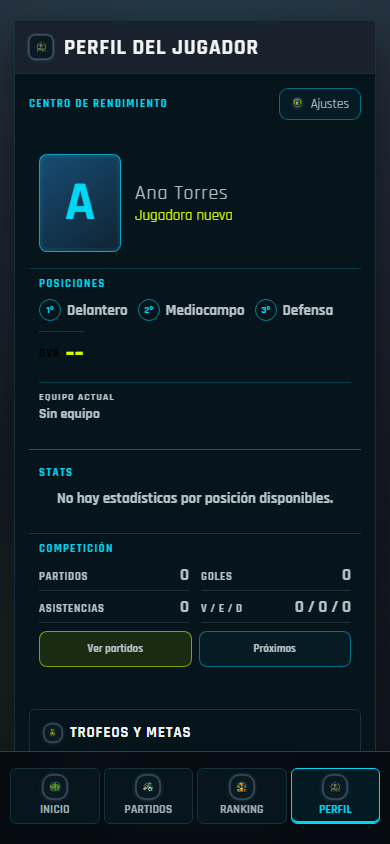 PERFIL DEL JUGADOR
CENTRO DE RENDIMIENTO
Ajustes
A
Ana Torres
Jugadora nueva
POSICIONES
1º Delantero 2º Mediocampo 3º Defensa
OVR --
EQUIPO ACTUAL
Sin equipo
STATS
No hay estadísticas por posición disponibles.
COMPETICIÓN
PARTIDOS 0 GOLES 0
ASISTENCIAS 0 V / E / D 0 / 0 / 0
Ver partidos Próximos
TROFEOS Y METAS
INICIO PARTIDOS RANKING PERFIL